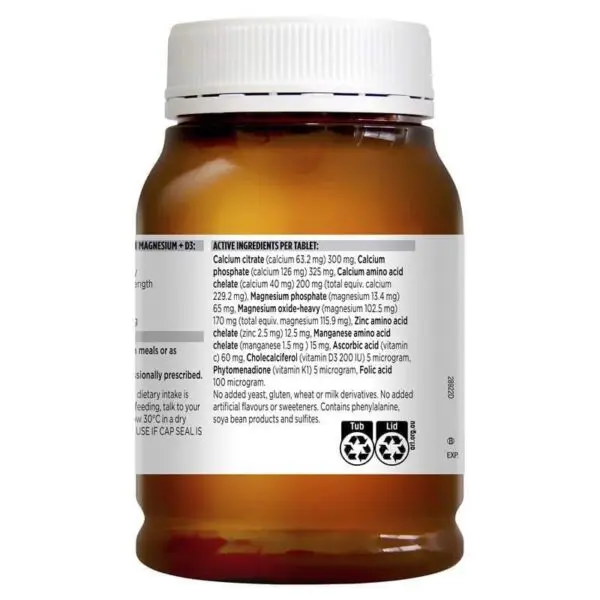 MAGNESIUM + D3:
ength
n meals or as
sionally prescribed.
dietary intake is
feeding, talk to your
ow 30°C in a dry
USE IF CAP SEAL IS
ACTIVE INGREDIENTS PER TABLET:
Calcium citrate (calcium 63.2 mg) 300 mg, Calcium
phosphate (calcium 126 mg) 325 mg, Calcium amino acid
chelate (calcium 40 mg) 200 mg (total equiv. calcium
229.2 mg), Magnesium phosphate (magnesium 13.4 mg)
65 mg, Magnesium oxide-heavy (magnesium 102.5 mg)
170 mg (total equiv. magnesium 115.9 mg), Zinc amino acid
chelate (zinc 2.5 mg) 12.5 mg, Manganese amino acid
chelate (manganese 1.5 mg ) 15 mg, Ascorbic acid (vitamin
c) 60 mg, Cholecalciferol (vitamin D3 200 IU) 5 microgram,
Phytomenadione (vitamin K1) 5 microgram, Folic acid
100 microgram.
No added yeast, gluten, wheat or milk derivatives. No added
artificial flavours or sweeteners. Contains phenylalanine,
soya bean products and sulfites.
Tub
Lid
arl.org.au
28920
B
EXP.